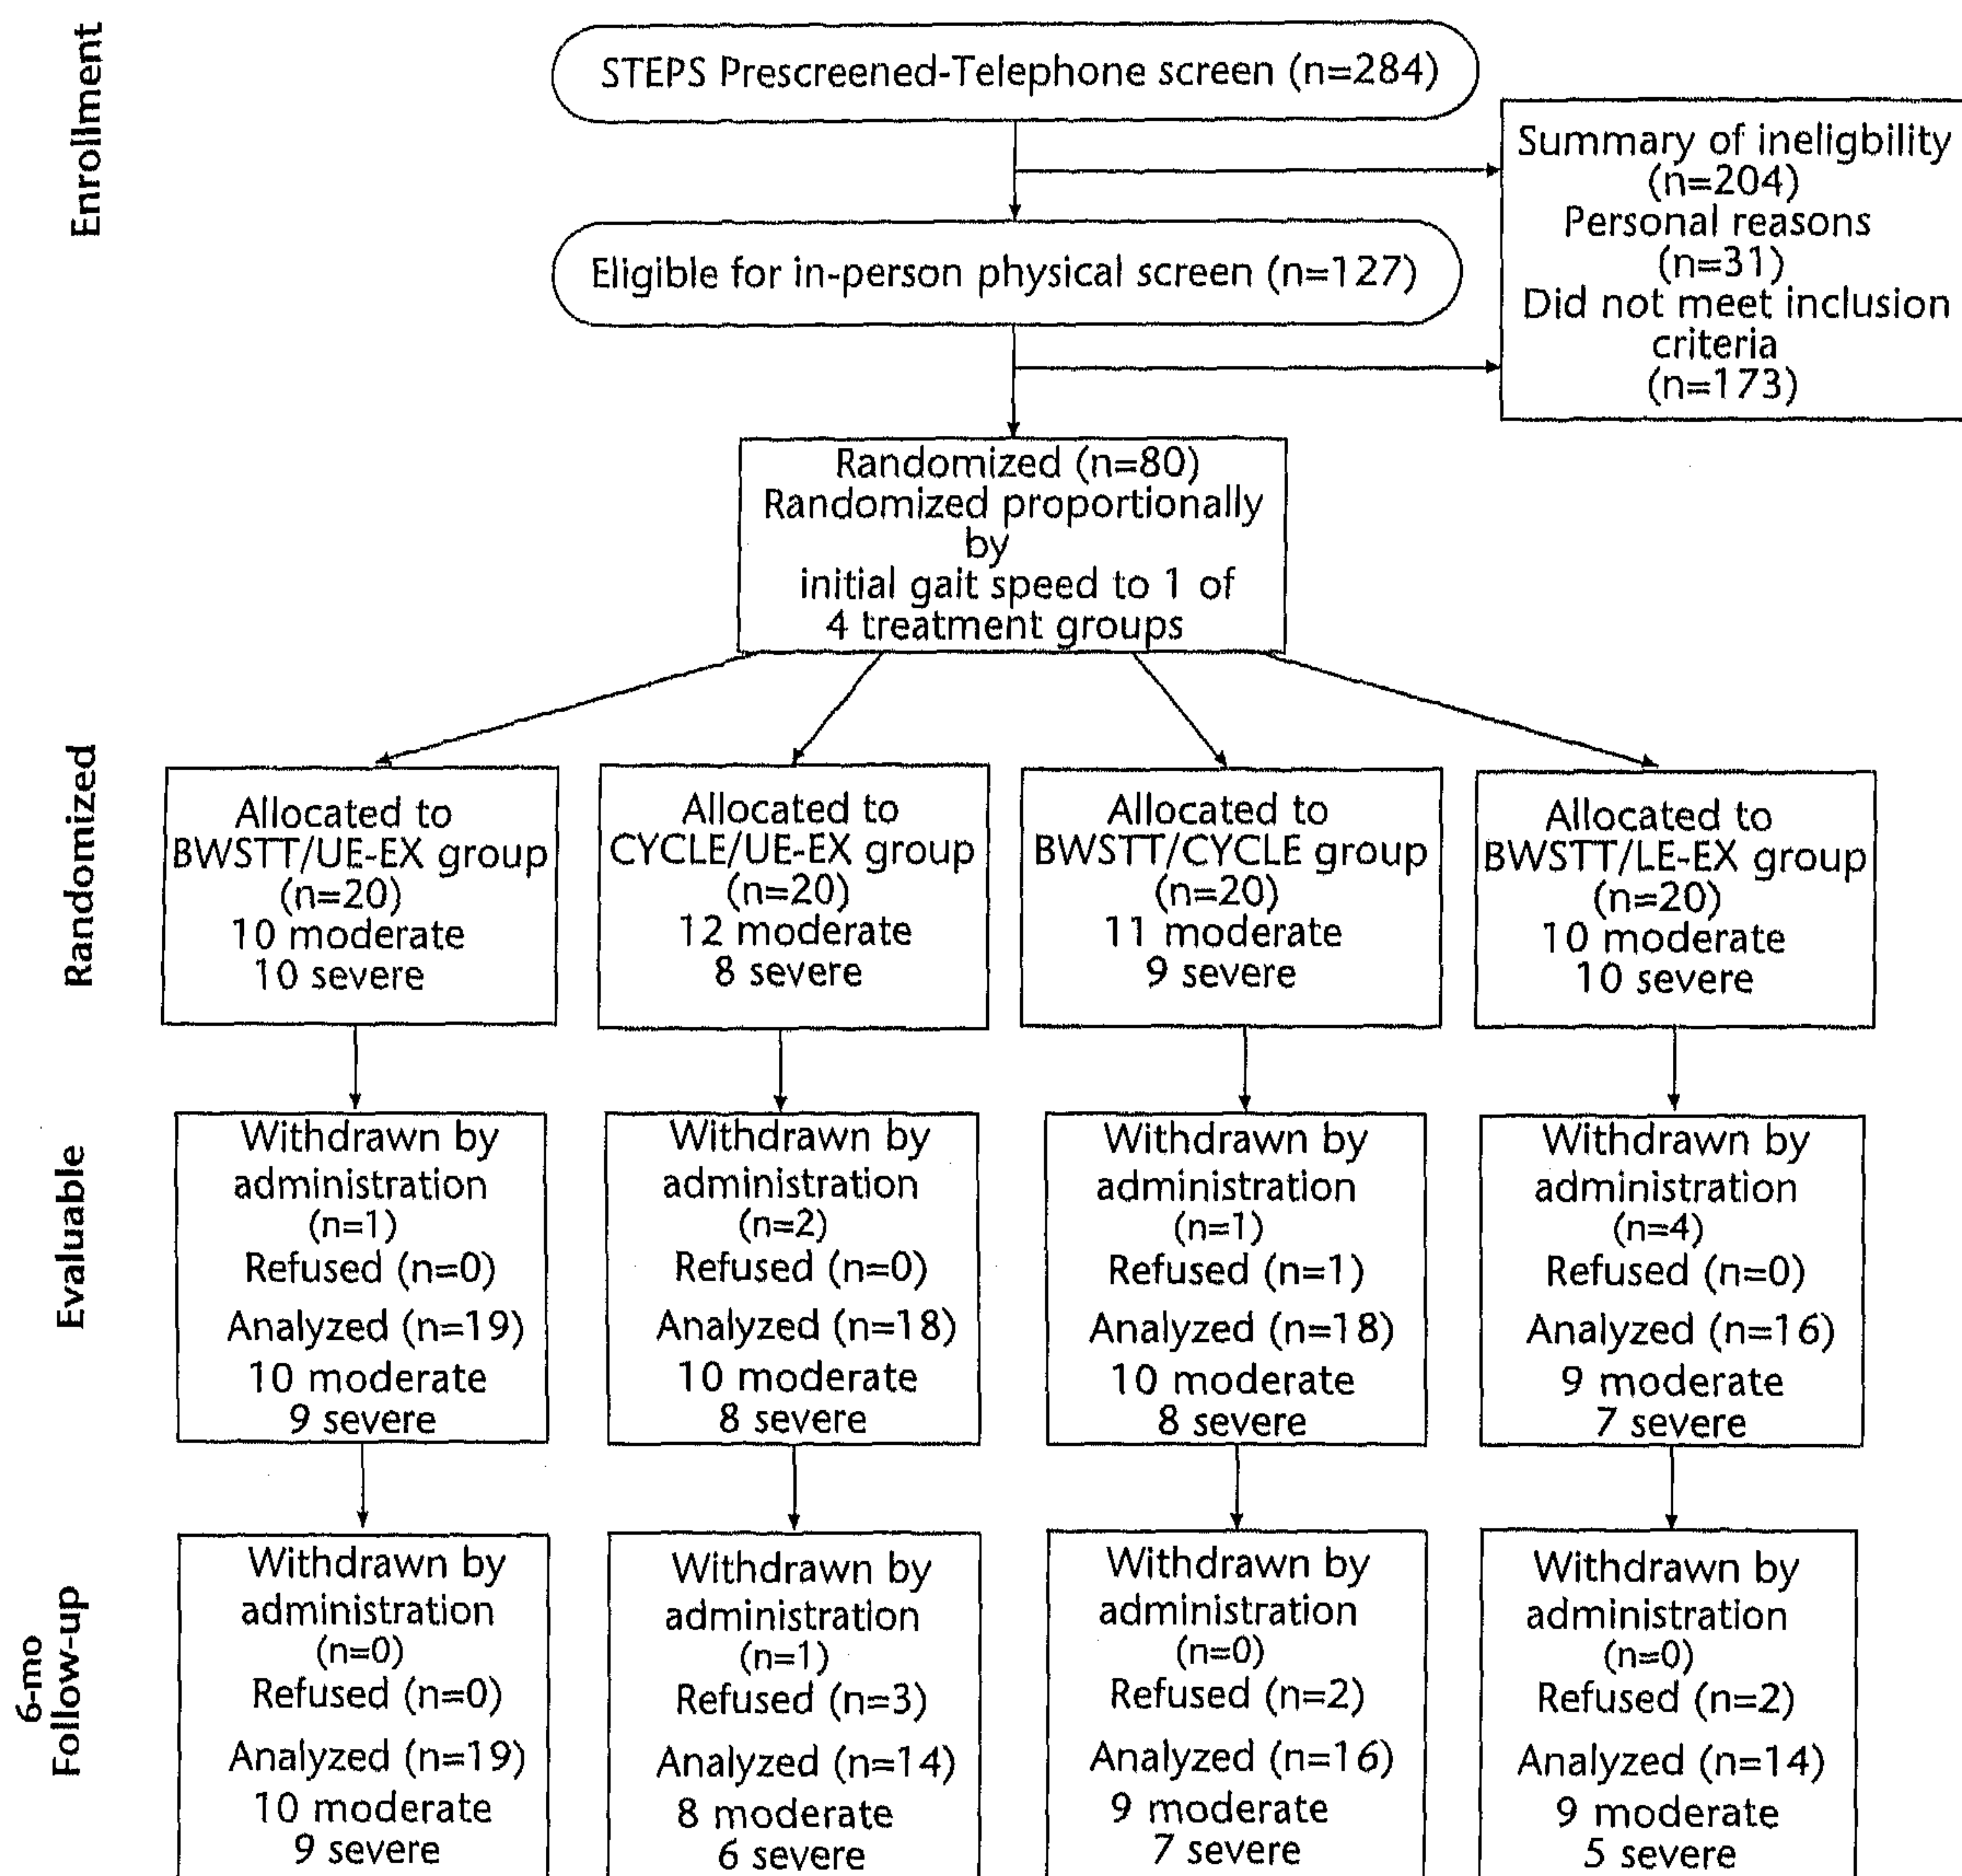 Enrollment
STEPS Prescreened-Telephone screen (n=284)
Summary of ineligbility
(n=204)
Personal reasons
(n=31)
Did not meet inclusion
criteria
(n=173)
Eligible for in-person physical screen (n=127)
Randomized (n=80)
Randomized proportionally
by
initial gait speed to 1 of
4 treatment groups
Randomized
Allocated to
BWSTT/UE-EX group
(n=20)
10 moderate
10 severe
Allocated to
CYCLE/UE-EX group
(n=20)
12 moderate
8 severe
Allocated to
BWSTT/CYCLE group
(n=20)
11 moderate
9 severe
Allocated to
BWSTT/LE-EX group
(n=20)
10 moderate
10 severe
Evaluable
Withdrawn by
administration
(n=1)
Refused (n=0)
Analyzed (n=19)
10 moderate
9 severe
Withdrawn by
administration
(n=2)
Refused (n=0)
Analyzed (n=18)
10 moderate
8 severe
Withdrawn by
administration
(n=1)
Refused (n=1)
Analyzed (n=18)
10 moderate
8 severe
Withdrawn by
administration
(n=4)
Refused (n=0)
Analyzed (n=16)
9 moderate
7 severe
6-mo
Follow-up
Withdrawn by
administration
(n=0)
Refused (n=0)
Analyzed (n=19)
10 moderate
9 severe
Withdrawn by
administration
(n=1)
Refused (n=3)
Analyzed (n=14)
8 moderate
6 severe
Withdrawn by
administration
(n=0)
Refused (n=2)
Analyzed (n=16)
9 moderate
7 severe
Withdrawn by
administration
(n=0)
Refused (n=2)
Analyzed (n=14)
9 moderate
5 severe